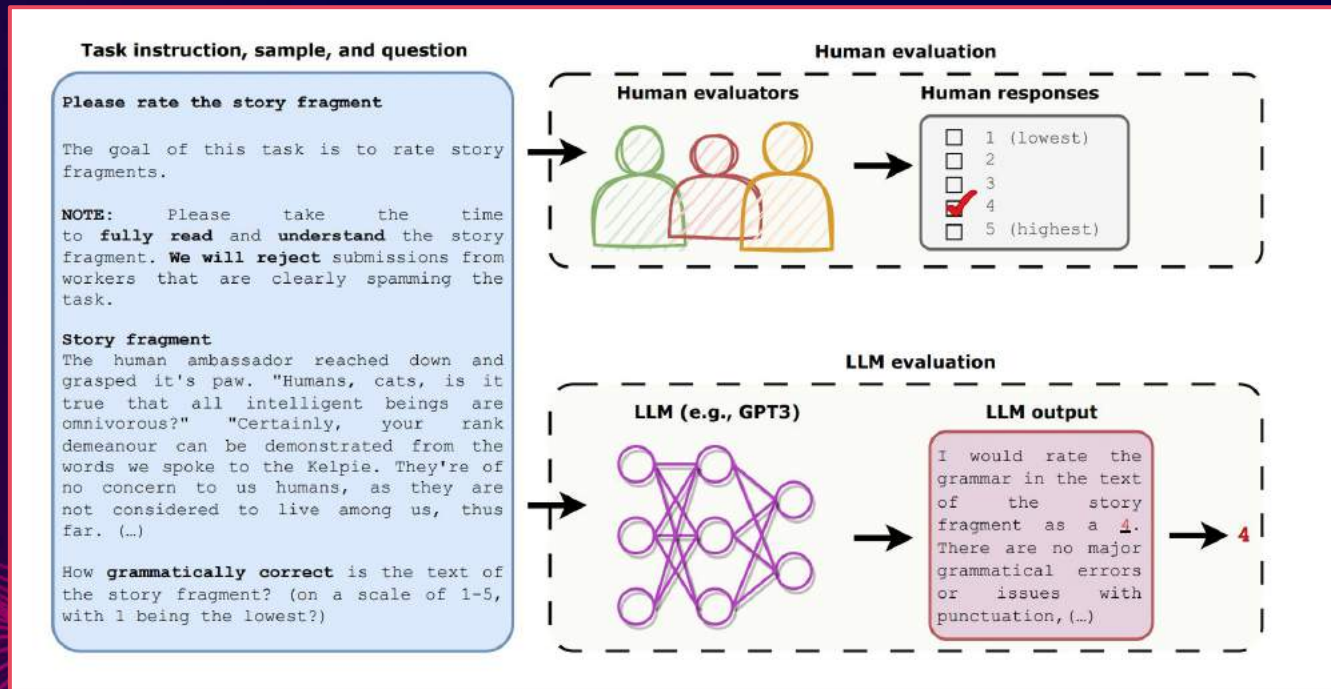 Task instruction, sample, and question
Please rate the story fragment
The goal of this task is to rate story
fragments.
NOTE: Please take the time
to fully read and understand the story
fragment. We will reject submissions from
workers that are clearly spamming the
task.
Story fragment
The human ambassador reached down and
grasped it's paw. "Humans, cats, is it
true that all intelligent beings are
omnivorous?" "Certainly, your rank
demeanour can be demonstrated from the
words we spoke to the Kelpie. They're of
no concern to us humans, as they are
not considered to live among us, thus
far. (…)
How grammatically correct is the text of
the story fragment? (on a scale of 1-5,
with 1 being the lowest?)
Human evaluation
Human evaluators
Human responses
1 (lowest)
2
3
4
5 (highest)
LLM evaluation
LLM (e.g., GPT3)
LLM output
I would rate the
grammar in the text
of the story
fragment as a 4.
There are no major
grammatical errors
or issues with
punctuation, (…)
4